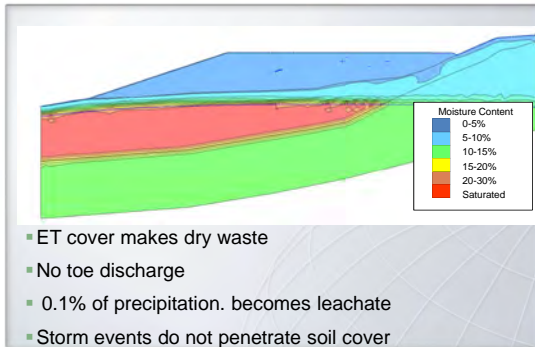 Moisture Content
0-5%
5-10%
10-15%
15-20%
20-30%
Saturated
ET cover makes dry waste
No toe discharge
0.1% of precipitation. becomes leachate
Storm events do not penetrate soil cover